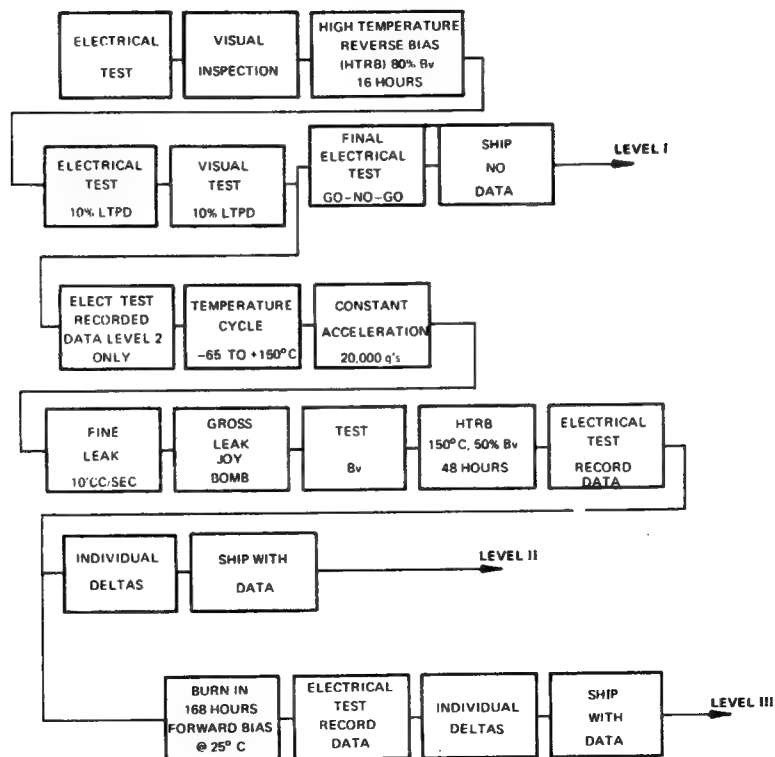 ELECTRICAL
TEST
VISUAL
INSPECTION
HIGH TEMPERATURE
REVERSE BIAS
(HTRB) 80% Bv
16 HOURS
ELECTRICAL
TEST
10% LTPD
VISUAL
TEST
10% LTPD
FINAL
ELECTRICAL
TEST
GO-NO-GO
SHIP
NO
DATA
LEVEL I
ELECT TEST
RECORDED
DATA LEVEL 2
ONLY
TEMPERATURE
CYCLE
-65 TO +150°C
CONSTANT
ACCELERATION
20,000 g's
FINE
LEAK
10'CC/SEC
GROSS
LEAK
JOY
BOMB
TEST
Bv
HTRB
150°C, 50% Bv
48 HOURS
ELECTRICAL
TEST
RECORD
DATA
INDIVIDUAL
DELTAS
SHIP WITH
DATA
LEVEL II
BURN IN
168 HOURS
FORWARD BIAS
@ 25° C
ELECTRICAL
TEST
RECORD
DATA
INDIVIDUAL
DELTAS
SHIP
WITH
DATA
LEVEL III